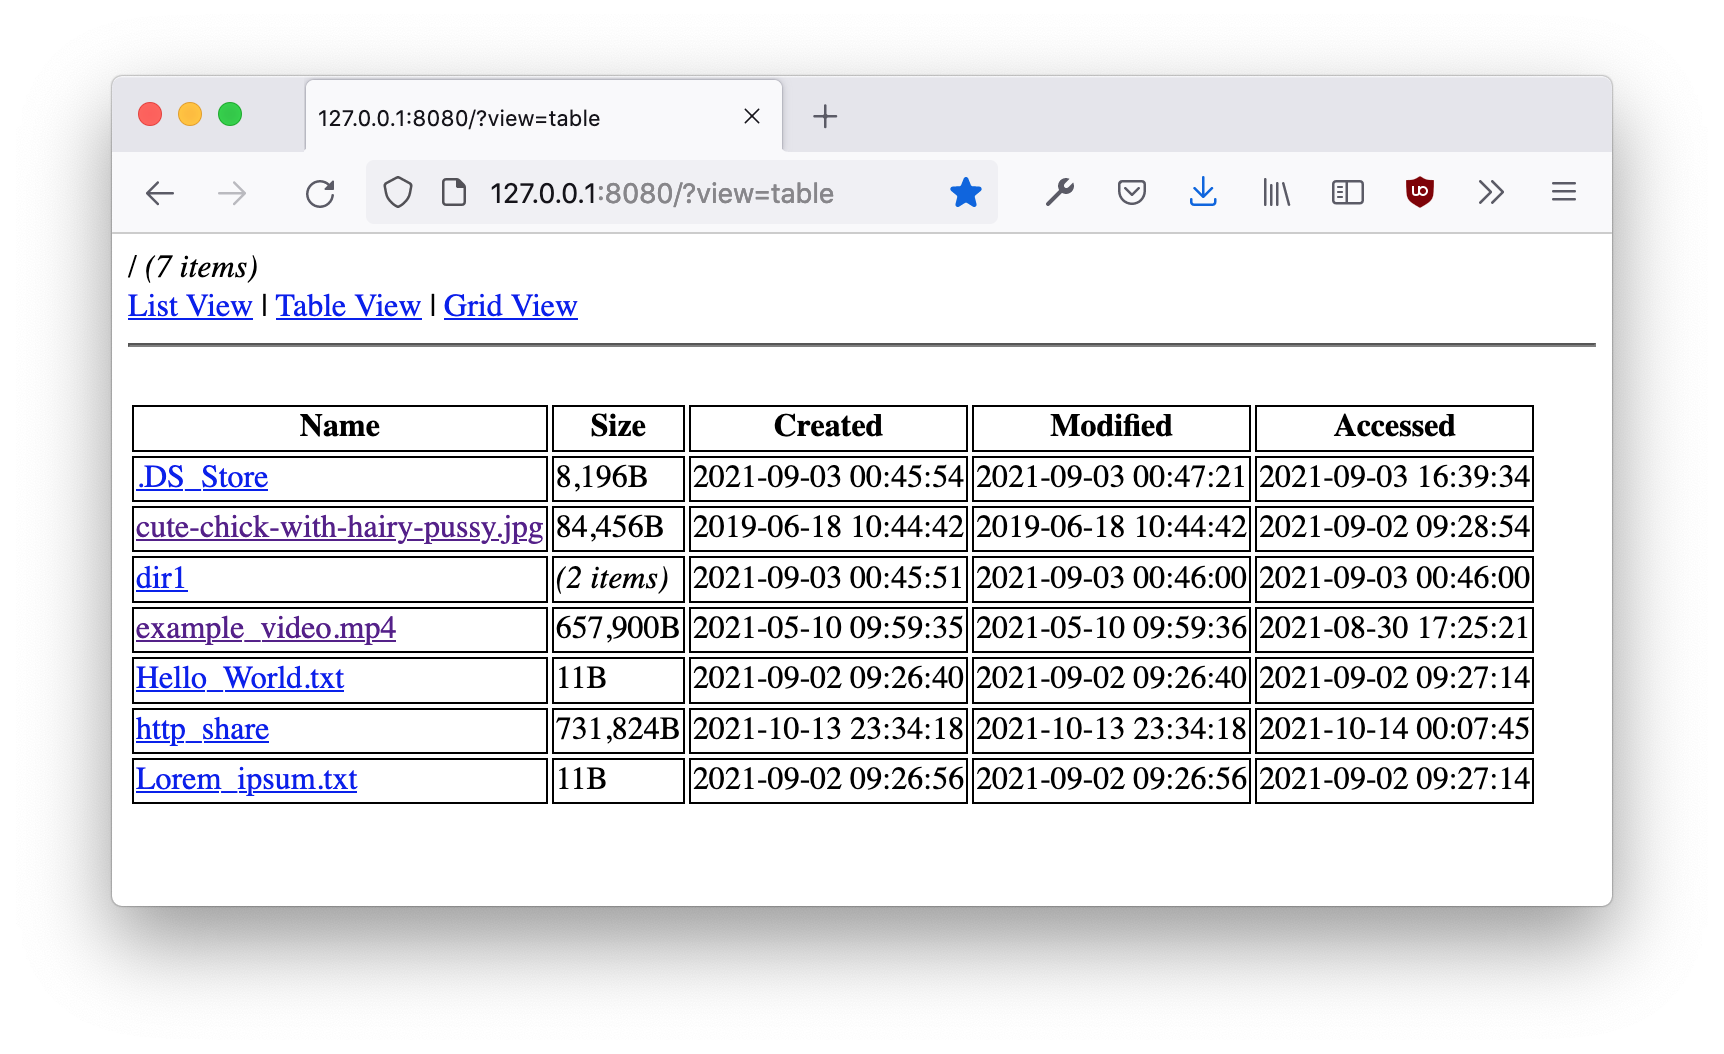 127.0.0.1:8080/?view=table
127.0.0.1:8080/?view=table
/ (7 items)
List View | Table View | Grid View
Name Size Created Modified Accessed
.DS_Store 8,196B 2021-09-03 00:45:54 2021-09-03 00:47:21 2021-09-03 16:39:34
cute-chick-with-hairy-pussy.jpg 84,456B 2019-06-18 10:44:42 2019-06-18 10:44:42 2021-09-02 09:28:54
dir1 (2 items) 2021-09-03 00:45:51 2021-09-03 00:46:00 2021-09-03 00:46:00
example_video.mp4 657,900B 2021-05-10 09:59:35 2021-05-10 09:59:36 2021-08-30 17:25:21
Hello_World.txt 11B 2021-09-02 09:26:40 2021-09-02 09:26:40 2021-09-02 09:27:14
http_share 731,824B 2021-10-13 23:34:18 2021-10-13 23:34:18 2021-10-14 00:07:45
Lorem_ipsum.txt 11B 2021-09-02 09:26:56 2021-09-02 09:26:56 2021-09-02 09:27:14